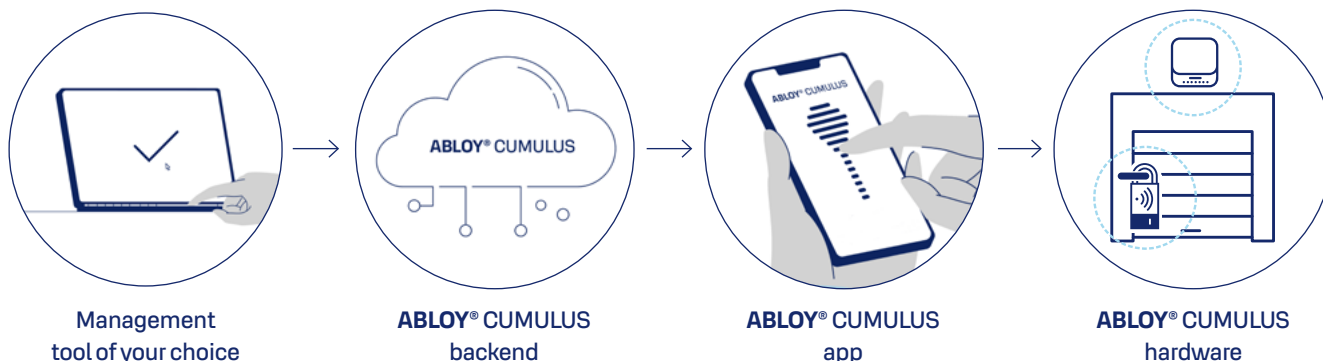 ABLOY® CUMULUS
ABLOY® CUMULUS
Management
tool of your choice
ABLOY® CUMULUS
backend
ABLOY® CUMULUS
app
ABLOY® CUMULUS
hardware